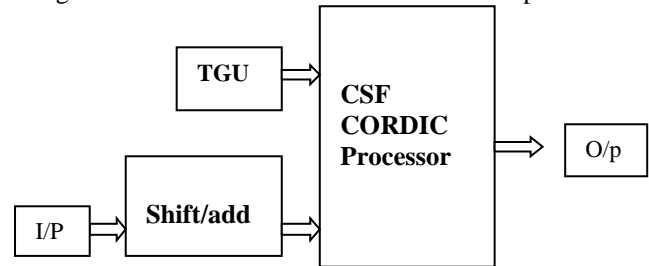 TGU
CSF
CORDIC
Processor
O/p
Shift/add
I/P